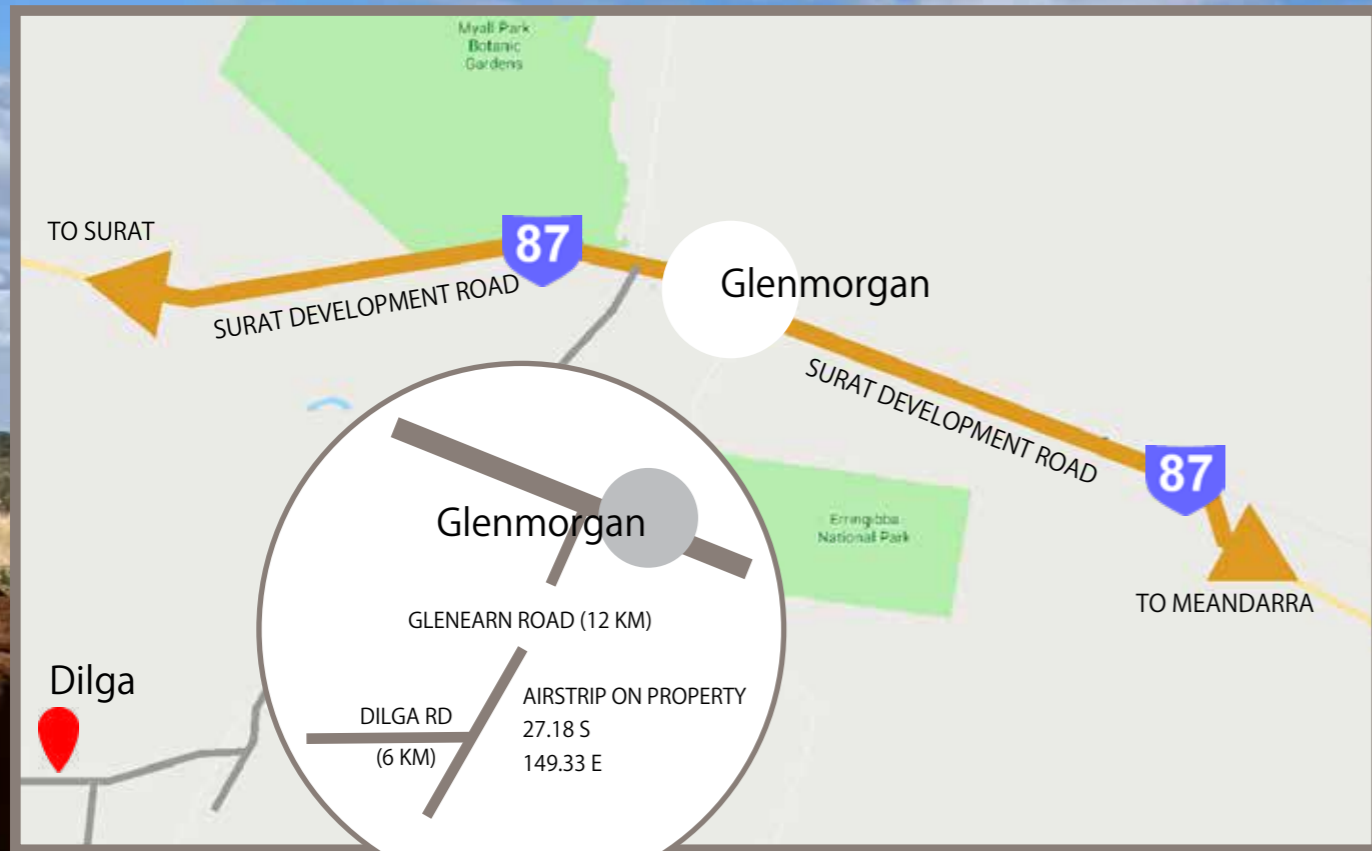 Myall Park
Botanic
Gardens
TO SURAT
87
SURAT DEVELOPMENT ROAD
Glenmorgan
SURAT DEVELOPMENT ROAD
87
Erringibba
National Park
TO MEANDARRA
Glenmorgan
GLENEARN ROAD (12 KM)
Dilga
DILGA RD
(6 KM)
AIRSTRIP ON PROPERTY
27.18 S
149.33 E